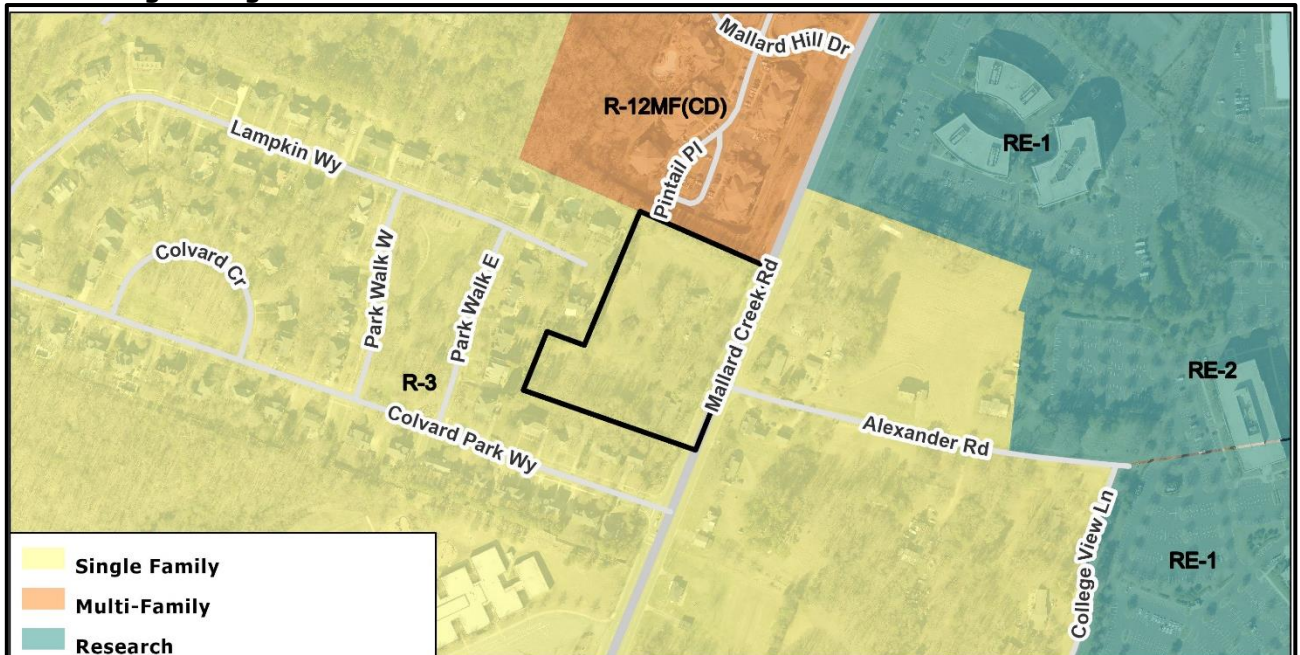 Mallard Hill Dr
R-12MF(CD)
RE-1
Lampkin Wy
Pintail Pl
Colvard Cr
Park Walk W
Park Walk E
Mallard Creek Rd
R-3
RE-2
Colvard Park Wy
Alexander Rd
College View Ln
RE-1
Single Family
Multi-Family
Research